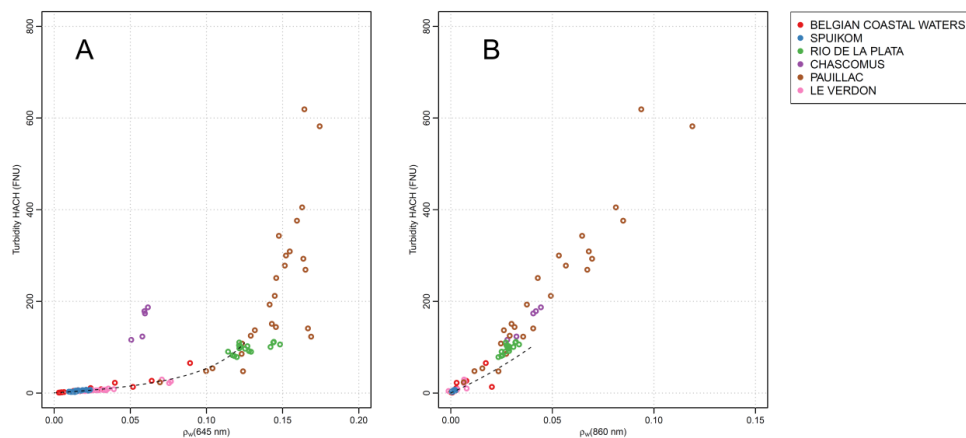 A
Turbidity HACH (FNU)
800
600
400
200
0
0.00 0.05 0.10 0.15 0.20
ρw(645 nm)
B
Turbidity HACH (FNU)
800
600
400
200
0
0.00 0.05 0.10 0.15
ρw(860 nm)
BELGIAN COASTAL WATERS
SPUIKOM
RIO DE LA PLATA
CHASCOMUS
PAUILLAC
LE VERDON